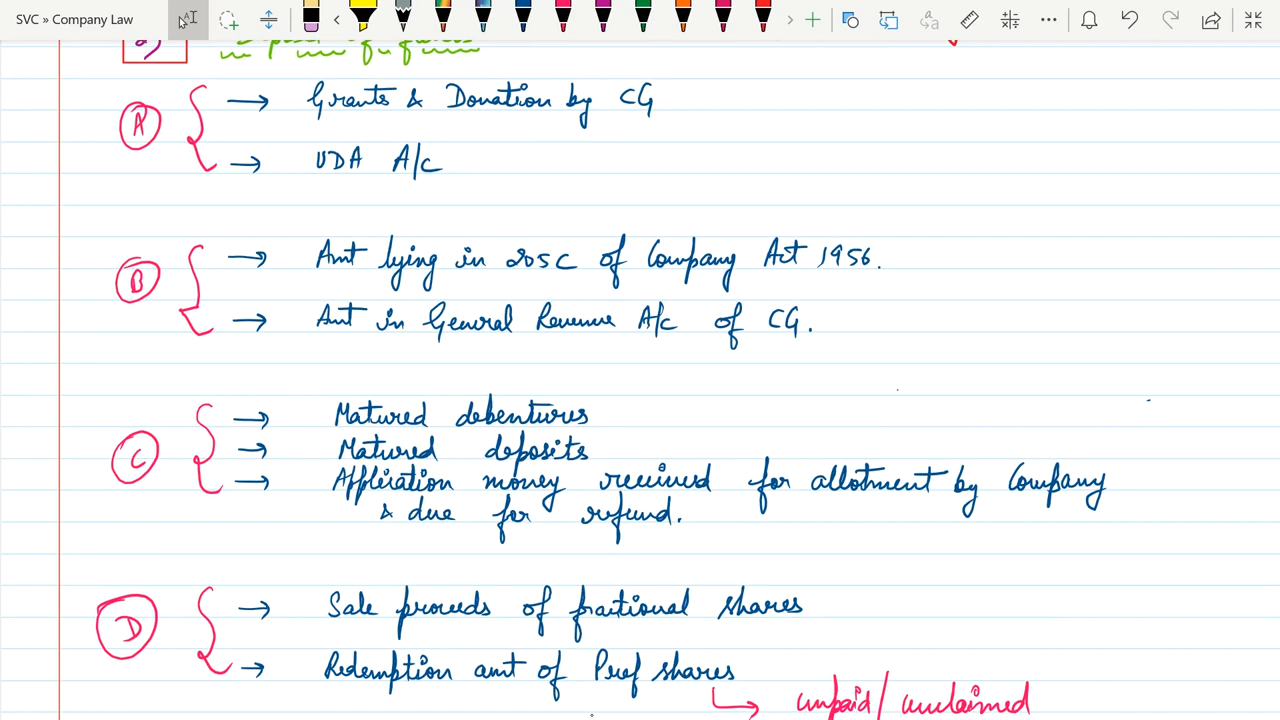 SVC » Company Law
2)
A → Grants & Donation by CG
→ UDA A/c
B → Amt lying in 205C of Company Act 1956.
→ Amt in General Revenue A/c of CG.
C → Matured debentures
→ Matured deposits
→ Application money received for allotment by Company
& due for refund.
D → Sale proceeds of fractional shares
→ Redemption amt of Pref shares
→ unpaid/unclaimed